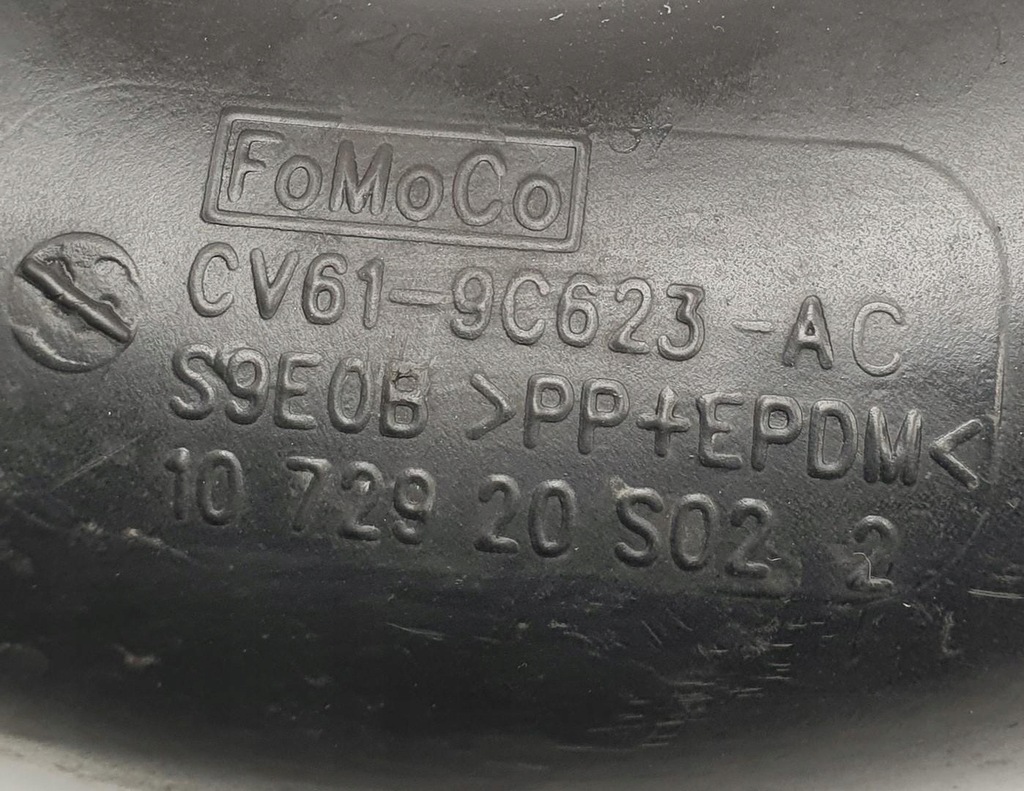 FoMoCo
CV61-9C623-AC
S9E0B >PP+EPDM<
10 729 20 S02 2